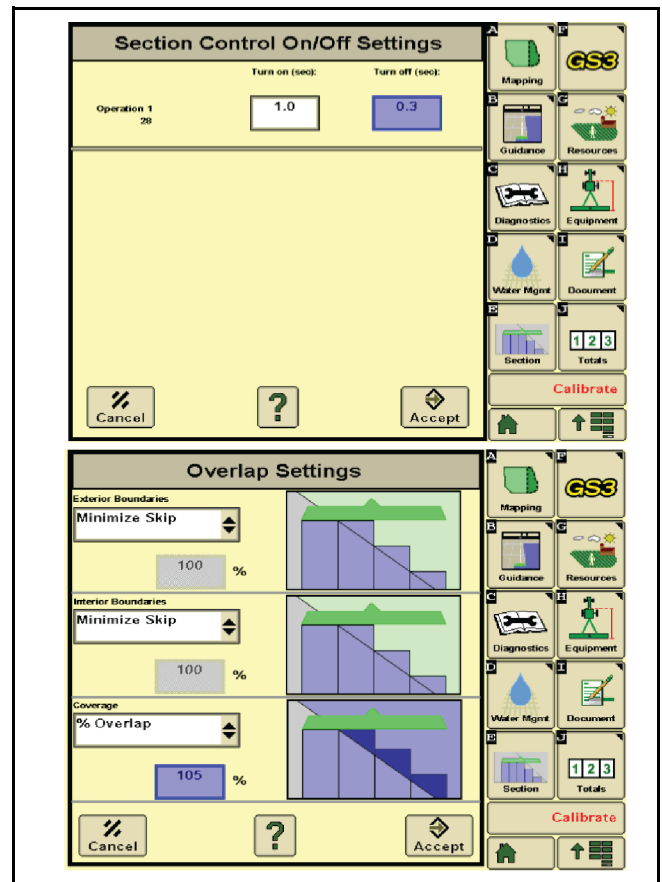 Section Control On/Off Settings
Turn on (sec): Turn off (sec):
Operation 1
28
1.0 0.3
Cancel
?
Accept
A
Mapping
F
GS3
B
Guidance
G
Resources
C
Diagnostics
H
Equipment
D
Water Mgmt
I
Document
E
Section
J
1 2 3
Totals
Calibrate
Overlap Settings
Exterior Boundaries
Minimize Skip
100 %
Interior Boundaries
Minimize Skip
100 %
Coverage
% Overlap
105 %
Cancel
?
Accept
A
Mapping
F
GS3
B
Guidance
G
Resources
C
Diagnostics
H
Equipment
D
Water Mgmt
I
Document
E
Section
J
1 2 3
Totals
Calibrate